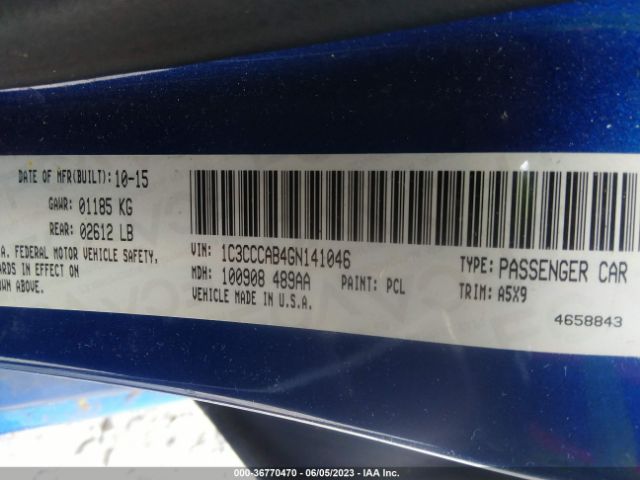 DATE OF MFR(BUILT): 10-15
GAWR: 01185 KG
REAR: 02612 LB
A. FEDERAL MOTOR VEHICLE SAFETY,
ARDS IN EFFECT ON
OWN ABOVE.
VIN: 1C3CCCAB4GN141046
MDH: 100908 489AA PAINT: PCL
VEHICLE MADE IN U.S.A.
TYPE: PASSENGER CAR
TRIM: A5X9
4658843
000-36770470 / 06/05/2023 - IAA Inc.